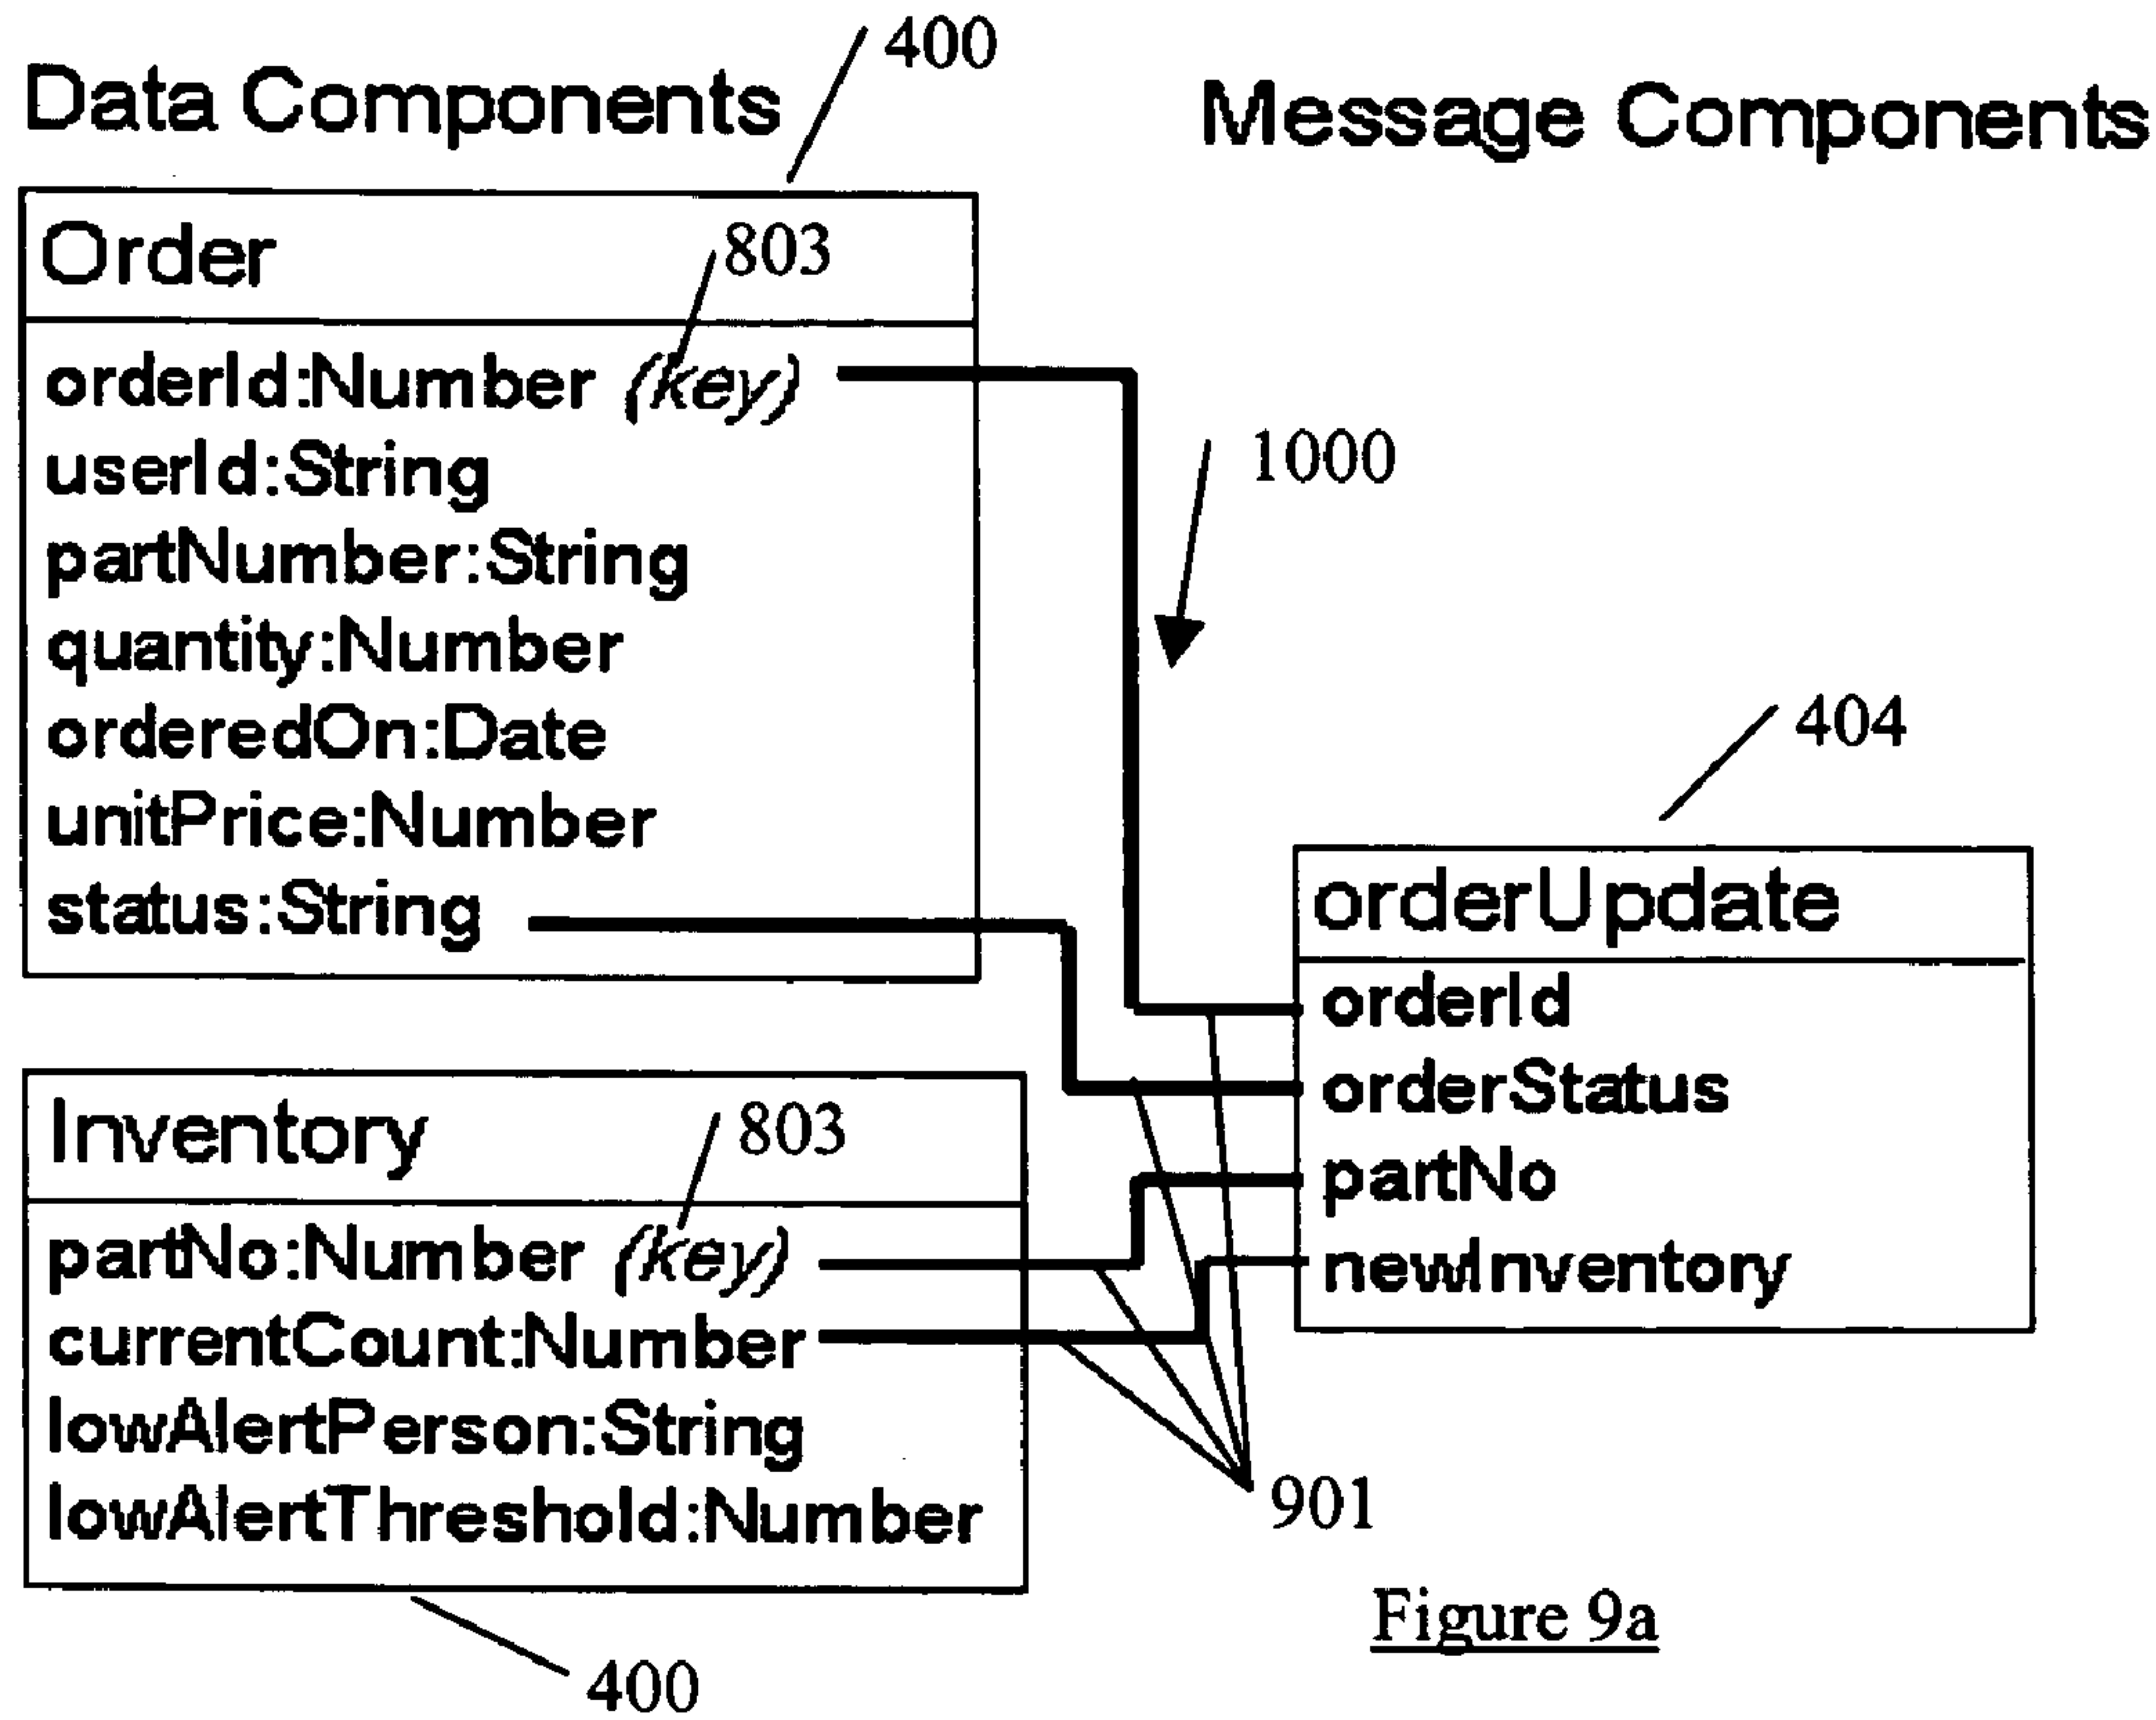 400
Data Components
Message Components
Order
803
orderId:Number (key)
userId:String
partNumber:String
quantity:Number
orderedOn:Date
unitPrice:Number
status:String
1000
404
orderUpdate
orderId
orderStatus
partNo
newInventory
Inventory
803
partNo:Number (key)
currentCount:Number
lowAlertPerson:String
lowAlertThreshold:Number
901
400
Figure 9a